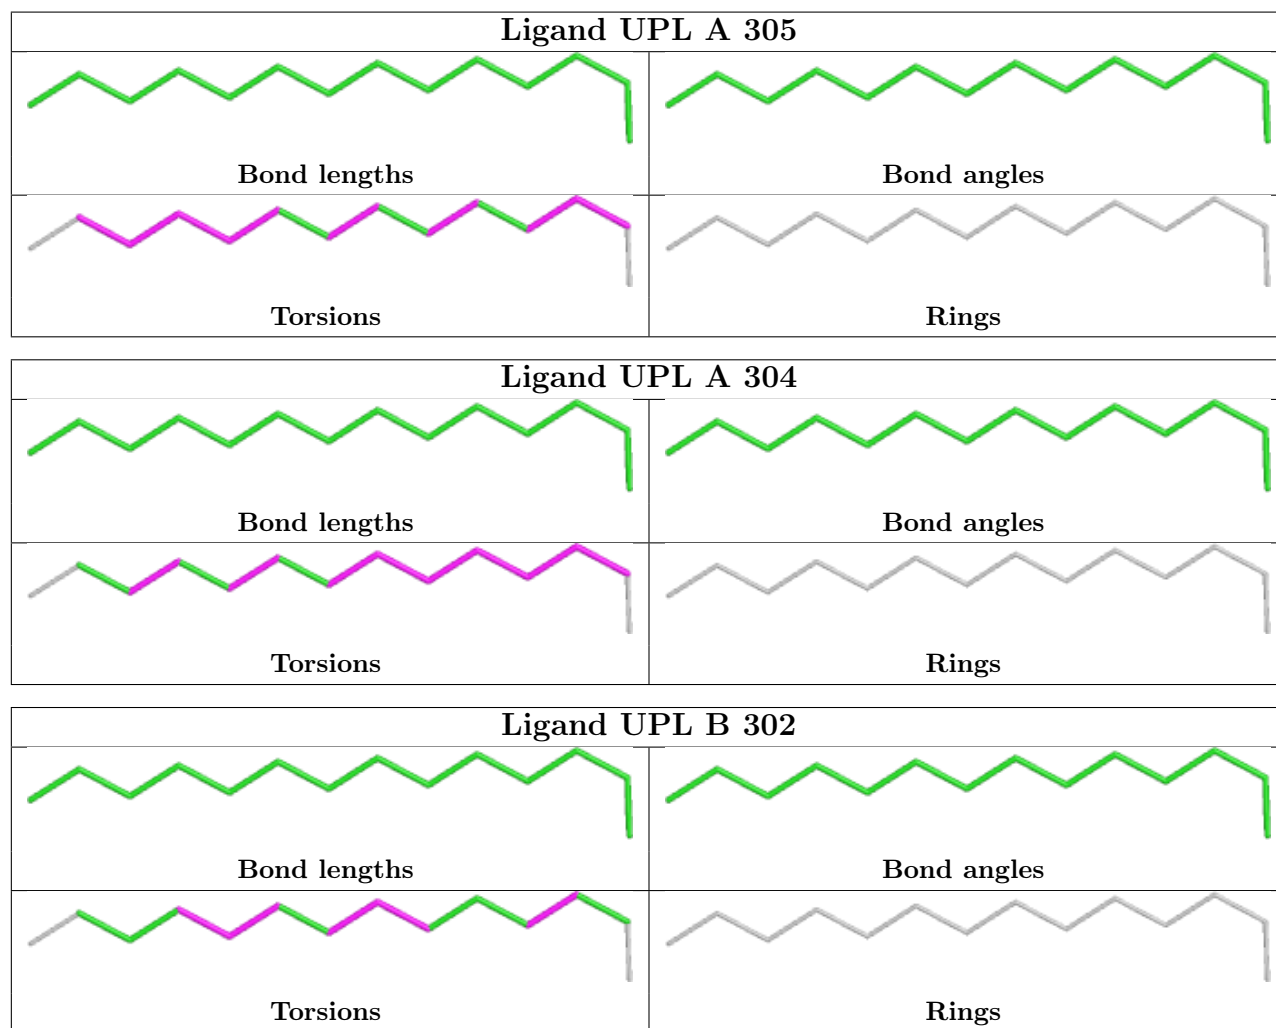 Ligand UPL A 305
Bond lengths
Bond angles
Torsions
Rings
Ligand UPL A 304
Bond lengths
Bond angles
Torsions
Rings
Ligand UPL B 302
Bond lengths
Bond angles
Torsions
Rings